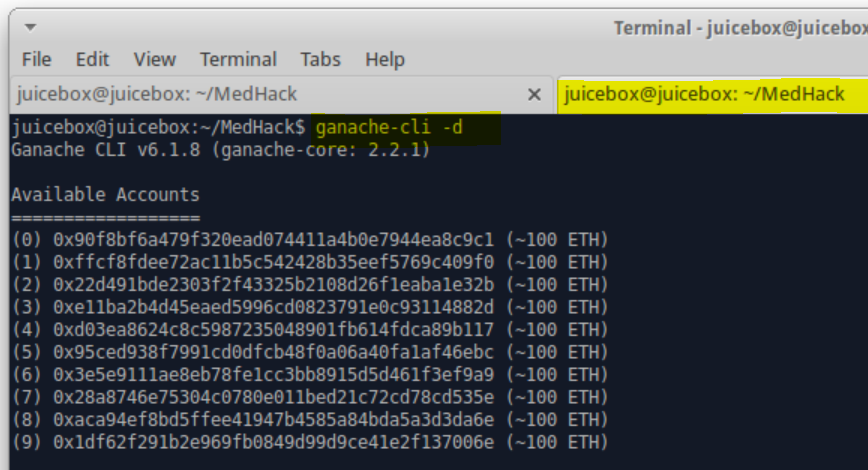 Terminal - juicebox@juicebox
File Edit View Terminal Tabs Help
juicebox@juicebox: ~/MedHack × juicebox@juicebox: ~/MedHack
juicebox@juicebox:~/MedHack$ ganache-cli -d
Ganache CLI v6.1.8 (ganache-core: 2.2.1)
Available Accounts
==================
(0) 0x90f8bf6a479f320ead074411a4b0e7944ea8c9c1 (~100 ETH)
(1) 0xffcf8fdee72ac11b5c542428b35eef5769c409f0 (~100 ETH)
(2) 0x22d491bde2303f2f43325b2108d26f1eaba1e32b (~100 ETH)
(3) 0xe11ba2b4d45eaed5996cd0823791e0c93114882d (~100 ETH)
(4) 0xd03ea8624c8c5987235048901fb614fdca89b117 (~100 ETH)
(5) 0x95ced938f7991cd0dfcb48f0a06a40fa1af46ebc (~100 ETH)
(6) 0x3e5e9111ae8eb78fe1cc3bb8915d5d461f3ef9a9 (~100 ETH)
(7) 0x28a8746e75304c0780e011bed21c72cd78cd535e (~100 ETH)
(8) 0xaca94ef8bd5ffee41947b4585a84bda5a3d3da6e (~100 ETH)
(9) 0x1df62f291b2e969fb0849d99d9ce41e2f137006e (~100 ETH)